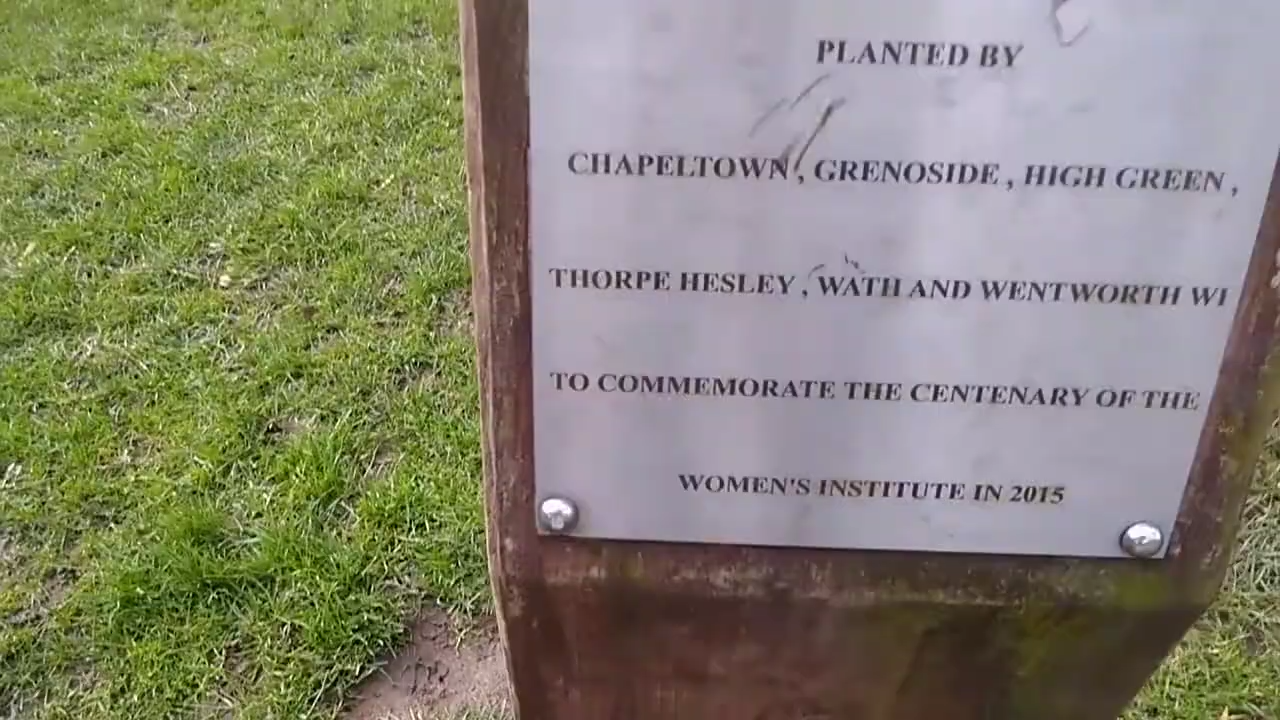 PLANTED BY
CHAPELTOWN , GRENOSIDE , HIGH GREEN ,
THORPE HESLEY , WATH AND WENTWORTH WI
TO COMMEMORATE THE CENTENARY OF THE
WOMEN'S INSTITUTE IN 2015